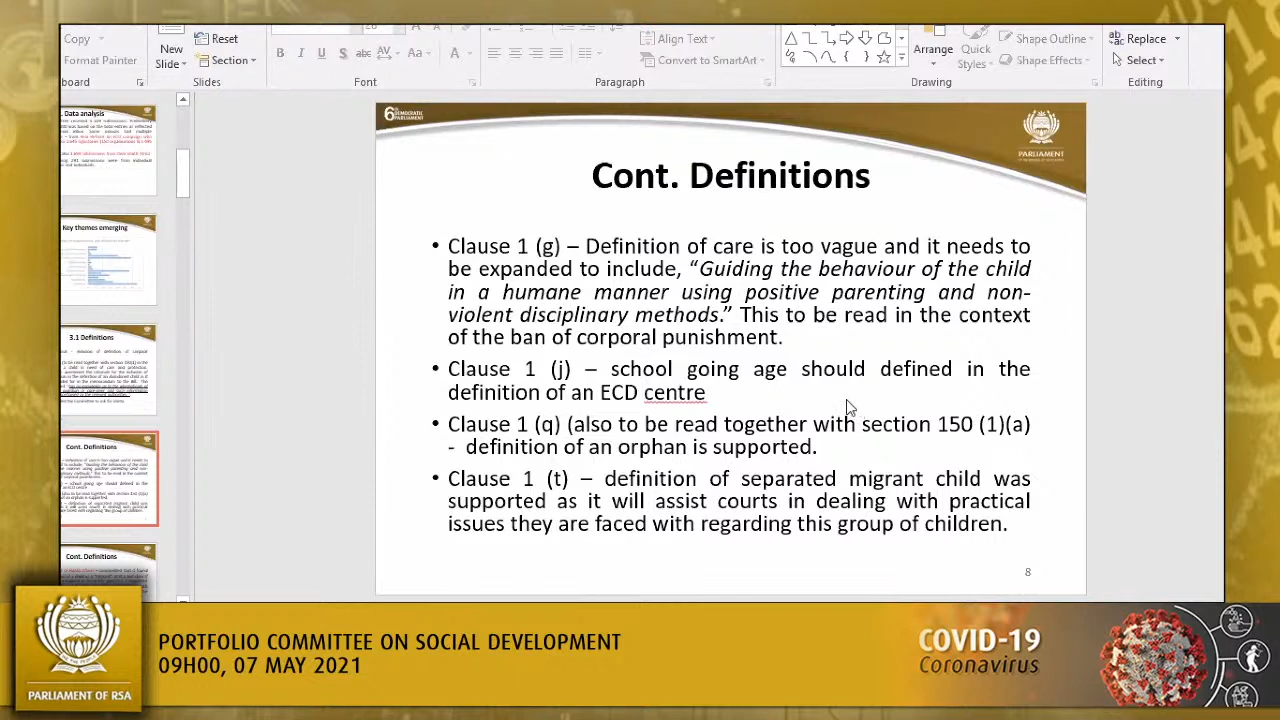 Copy
Format Painter
board
New
Slide
Reset
Section
Slides
B I U S abc AV Aa A
Font
Align Text
Convert to SmartArt
Paragraph
Arrange
Quick
Styles
Shape Outline
Shape Effects
Drawing
Replace
Select
Editing
Data analysis
Key themes emerging
3.1 Definitions
Cont. Definitions
Cont. Definitions
6th DEMOCRATIC
PARLIAMENT
PARLIAMENT
Cont. Definitions
• Clause 1 (g) – Definition of care is too vague and it needs to
be expanded to include, “Guiding the behaviour of the child
in a humane manner using positive parenting and non-
violent disciplinary methods.” This to be read in the context
of the ban of corporal punishment.
• Clause 1 (j) – school going age should defined in the
definition of an ECD centre
• Clause 1 (q) (also to be read together with section 150 (1)(a)
- definition of an orphan is supported.
• Clause 1 (t) – definition of separated migrant child was
supported as it will assist courts in dealing with practical
issues they are faced with regarding this group of children.
8
PARLIAMENT OF RSA
PORTFOLIO COMMITTEE ON SOCIAL DEVELOPMENT
09H00, 07 MAY 2021
COVID-19
Coronavirus